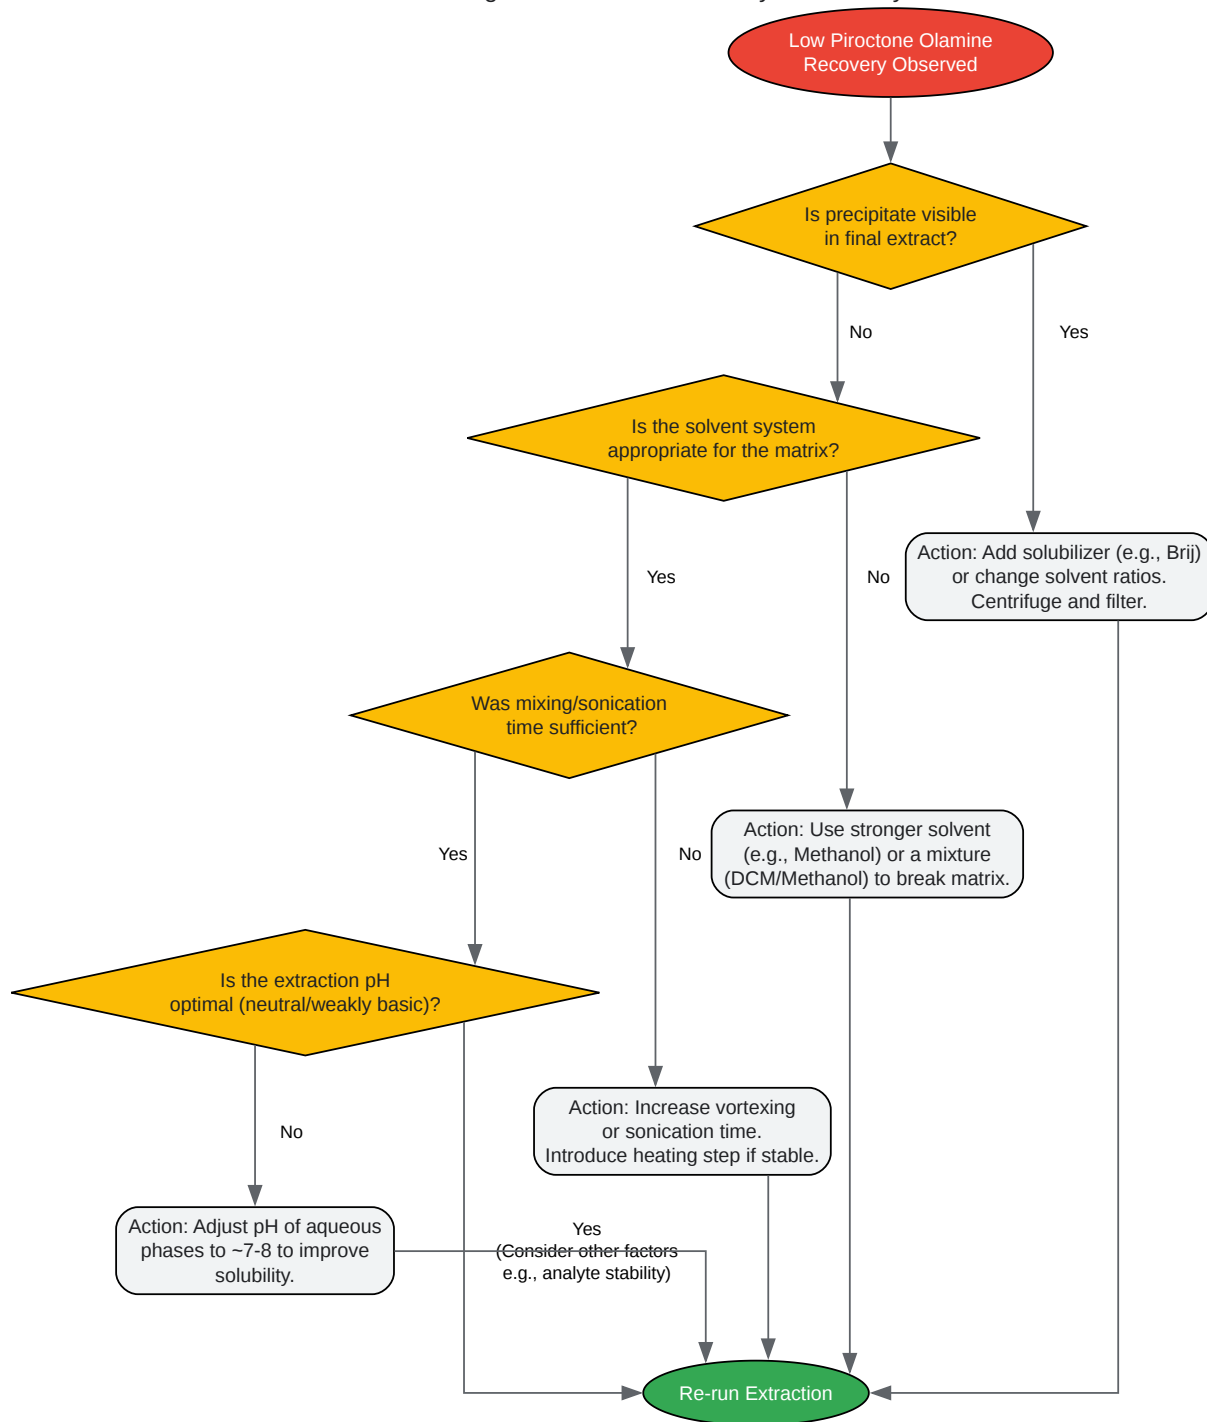 Low Piroctone Olamine
Recovery Observed
Is precipitate visible
in final extract?
No
Yes
Is the solvent system
appropriate for the matrix?
Action: Add solubilizer (e.g., Brij)
or change solvent ratios.
Centrifuge and filter.
Yes
No
Was mixing/sonication
time sufficient?
Action: Use stronger solvent
(e.g., Methanol) or a mixture
(DCM/Methanol) to break matrix.
Yes
No
Is the extraction pH
optimal (neutral/weakly basic)?
Action: Increase vortexing
or sonication time.
Introduce heating step if stable.
No
Action: Adjust pH of aqueous
phases to ~7-8 to improve
solubility.
Yes
(Consider other factors
e.g., analyte stability)
Re-run Extraction